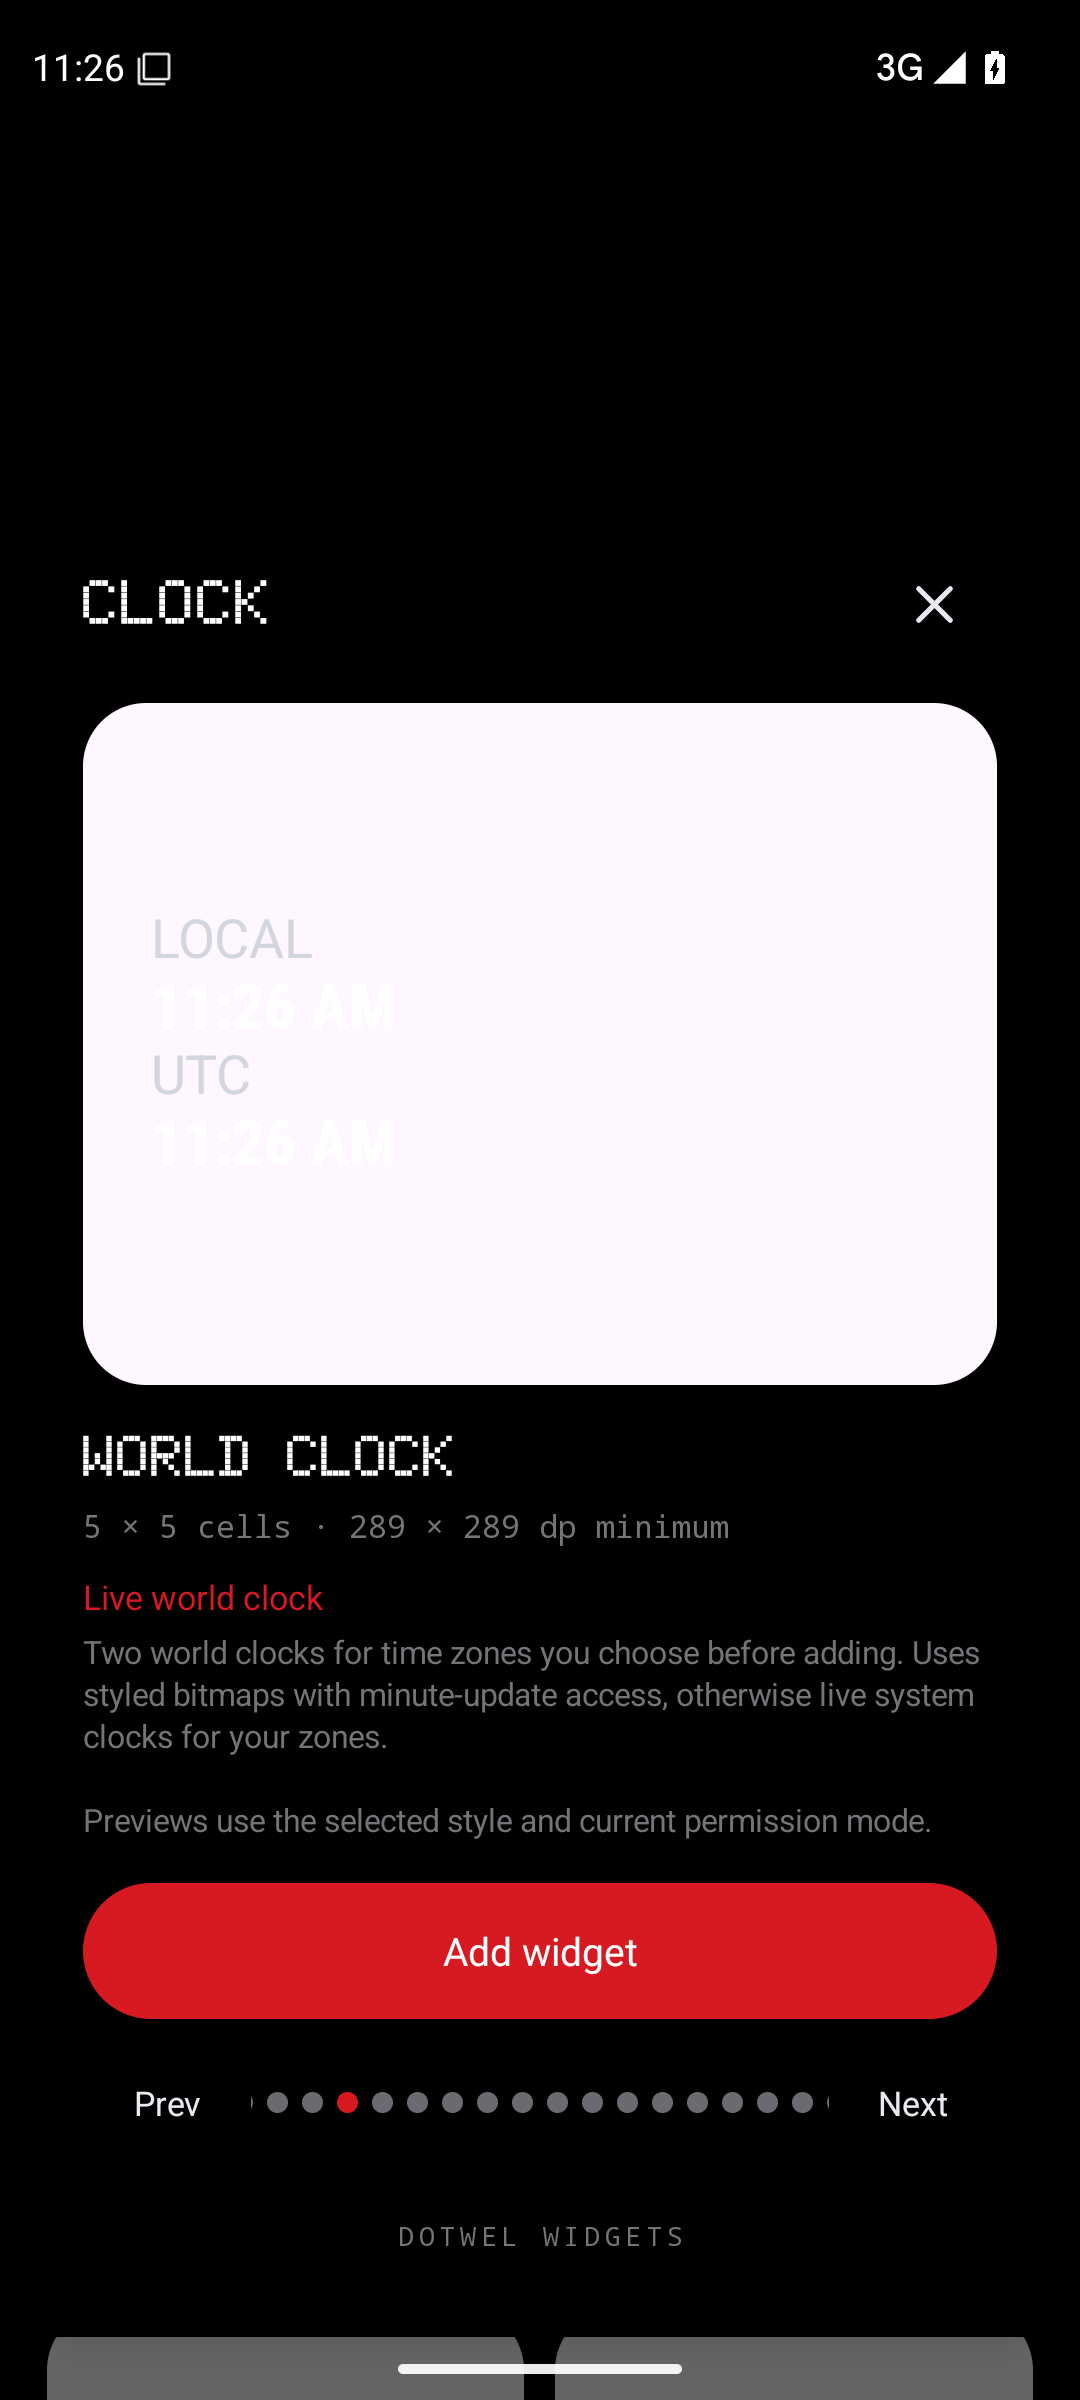 11:26
3G
CLOCK
LOCAL
11:26 AM
UTC
11:26 AM
WORLD CLOCK
5 × 5 cells · 289 × 289 dp minimum
Live world clock
Two world clocks for time zones you choose before adding. Uses
styled bitmaps with minute-update access, otherwise live system
clocks for your zones.
Previews use the selected style and current permission mode.
Add widget
Prev
Next
DOTWEL WIDGETS